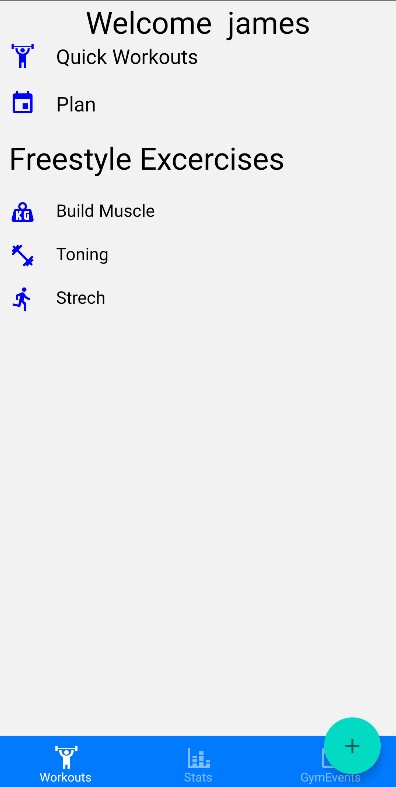 Welcome  james
Quick Workouts
Plan
Freestyle Excercises
KG
Build Muscle
Toning
Strech
Workouts
Stats
GymEvents
+